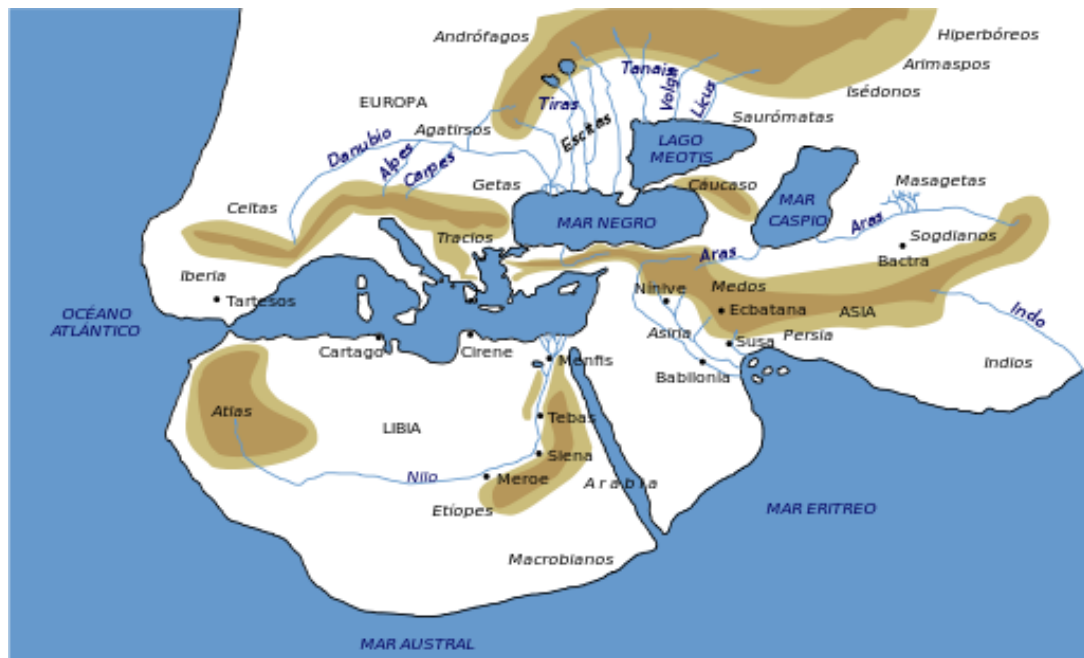 Andrófagos
Hiperbóreos
Arimaspos
Isédonos
Tanais
Volga
Licus
EUROPA
Tiras
Escitas
Saurómatas
Agatirsos
Danubio
Alpes
Carpes
LAGO
MEOTIS
Getas
Cáucaso
Masagetas
Celtas
MAR NEGRO
MAR
CASPIO
Aras
Sogdianos
Tracios
Aras
Bactra
Iberia
Tartesos
Nínive
Medos
Ecbatana
ASIA
Indo
OCÉANO
ATLÁNTICO
Asiria
Susa
Persia
Cartago
Cirene
Menfis
Babilonia
Indios
Atlas
LIBIA
Tebas
Siena
Nilo
Meroe
Arabia
Etíopes
MAR ERITREO
Macrobianos
MAR AUSTRAL